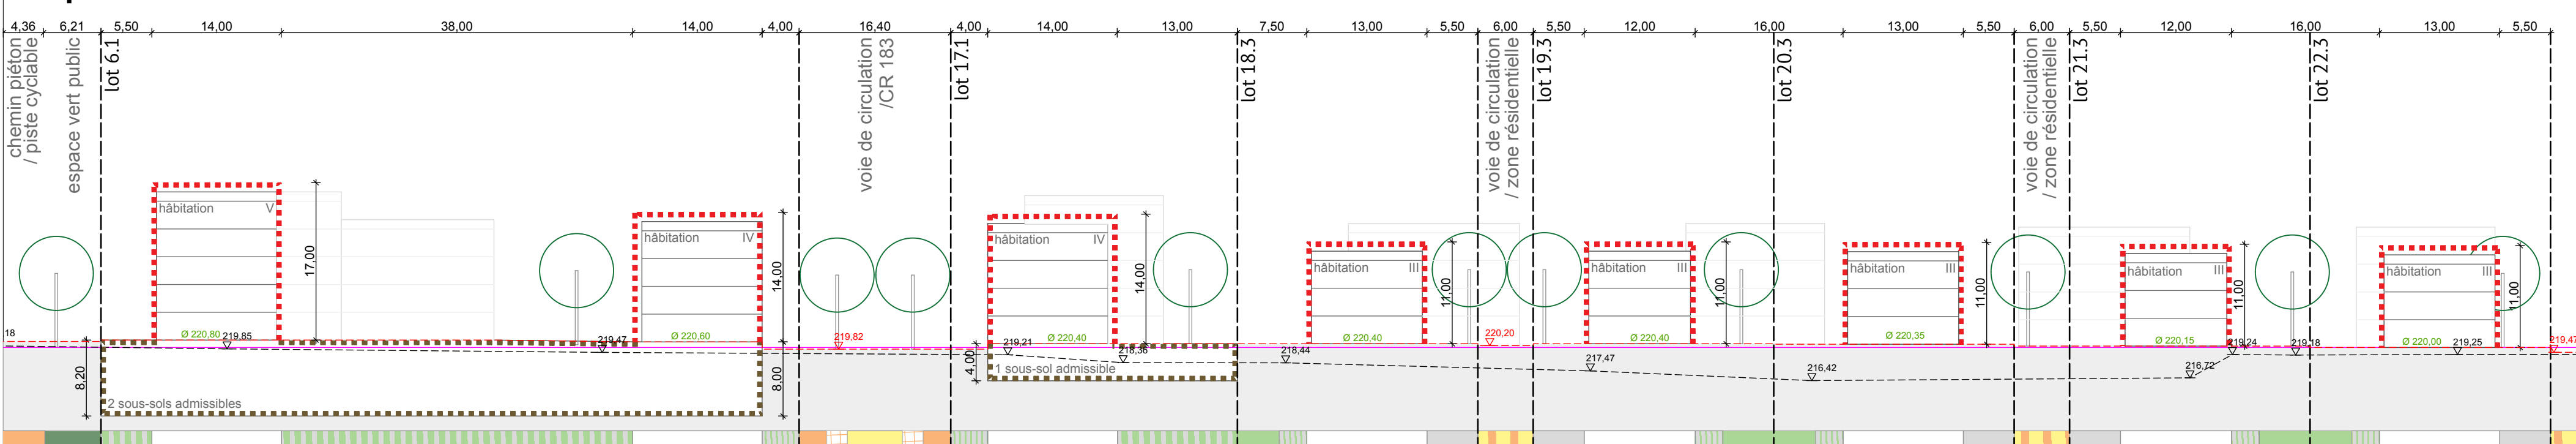 4,36 6,21 5,50 14,00 38,00 14,00 4,00 16,40 4,00 14,00 13,00 7,50 13,00 5,50 6,00 5,50 12,00 16,00 13,00 5,50 6,00 5,50 12,00 16,00 13,00 5,50
chemin piéton
/ piste cyclable
espace vert public
lot 6.1
voie de circulation
/CR 183
lot 17.1
lot 18.3
voie de circulation
/ zone résidentielle
lot 19.3
lot 20.3
voie de circulation
/ zone résidentielle
lot 21.3
lot 22.3
hâbitation V
17,00
hâbitation IV
14,00
hâbitation IV
14,00
hâbitation III
11,00
hâbitation III
11,00
hâbitation III
11,00
hâbitation III
11,00
hâbitation III
11,00
18
Ø 220,80
219,85
219,47
Ø 220,60
219,82
219,21
Ø 220,40
218,36
218,44
Ø 220,40
220,20
217,47
Ø 220,40
216,42
Ø 220,35
Ø 220,15
216,72
219,24
219,18
Ø 220,00
219,25
219,47
8,20
2 sous-sols admissibles
8,00
4,00
1 sous-sol admissible